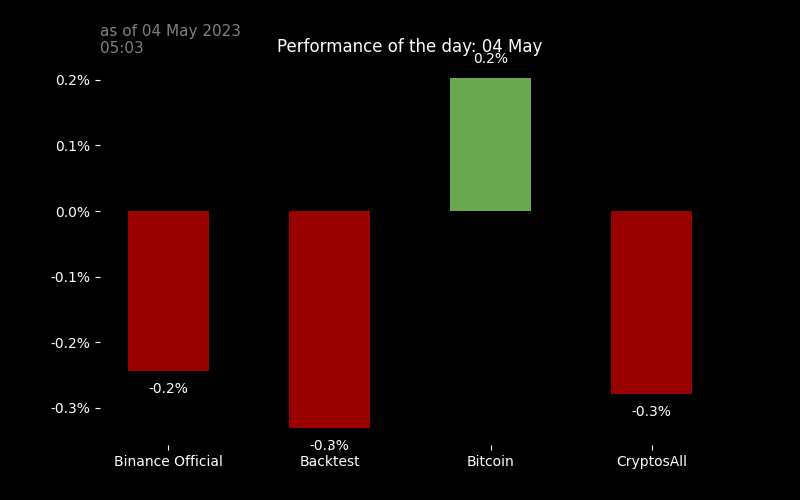 as of 04 May 2023
05:03
Performance of the day: 04 May
0.2%
0.2%
0.1%
0.0%
-0.1%
-0.2%
-0.2%
-0.3%
-0.3%
-0.3%
Binance Official
Backtest
Bitcoin
CryptosAll